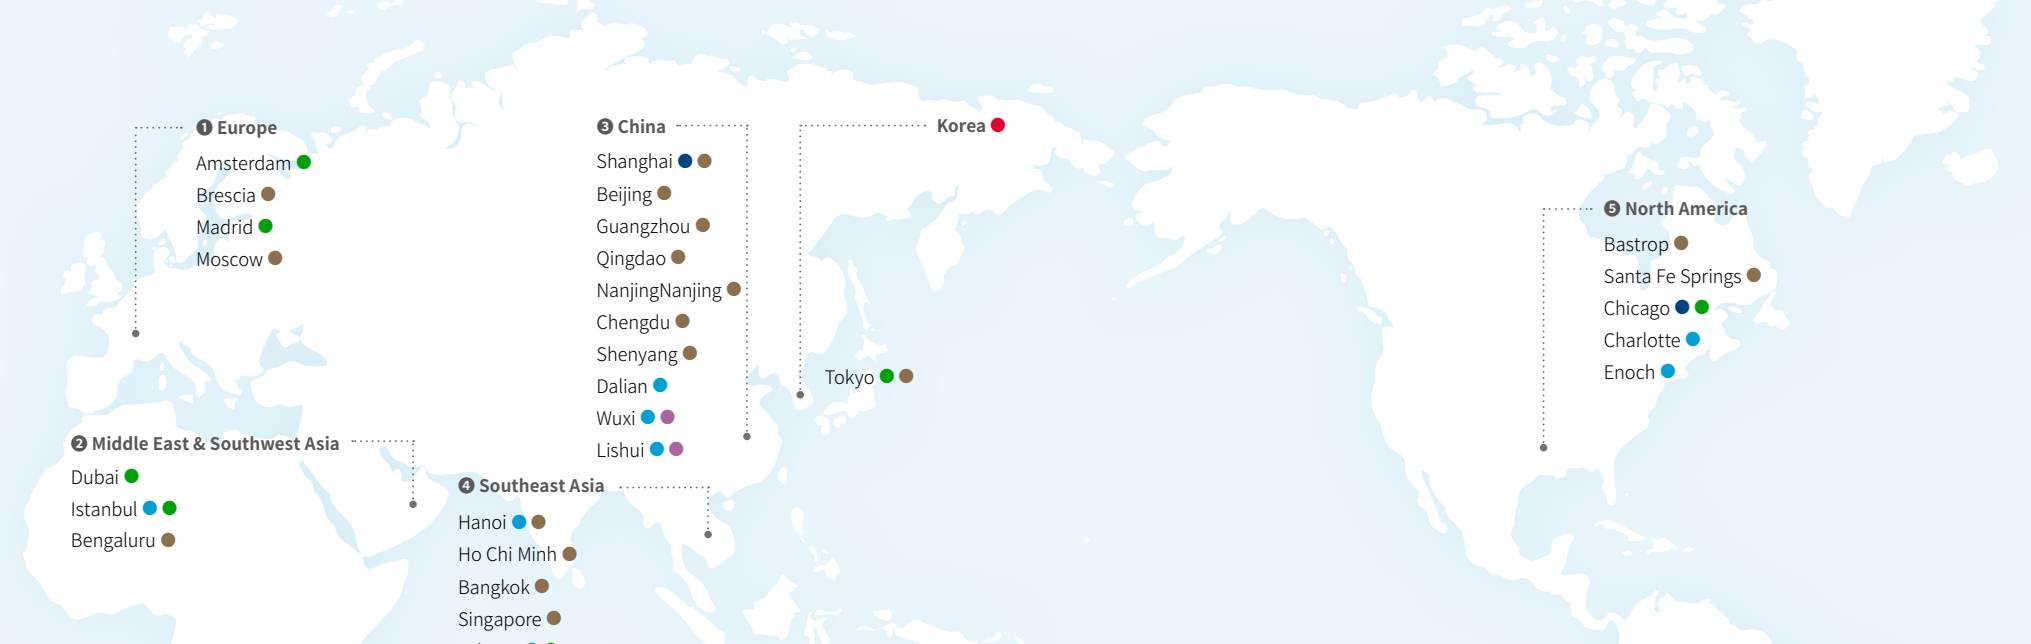 ❶ Europe
Amsterdam
Brescia
Madrid
Moscow
❷ Middle East & Southwest Asia
Dubai
Istanbul
Bengaluru
❸ China
Shanghai
Beijing
Guangzhou
Qingdao
NanjingNanjing
Chengdu
Shenyang
Dalian
Wuxi
Lishui
❹ Southeast Asia
Hanoi
Ho Chi Minh
Bangkok
Singapore
Korea
Tokyo
❺ North America
Bastrop
Santa Fe Springs
Chicago
Charlotte
Enoch